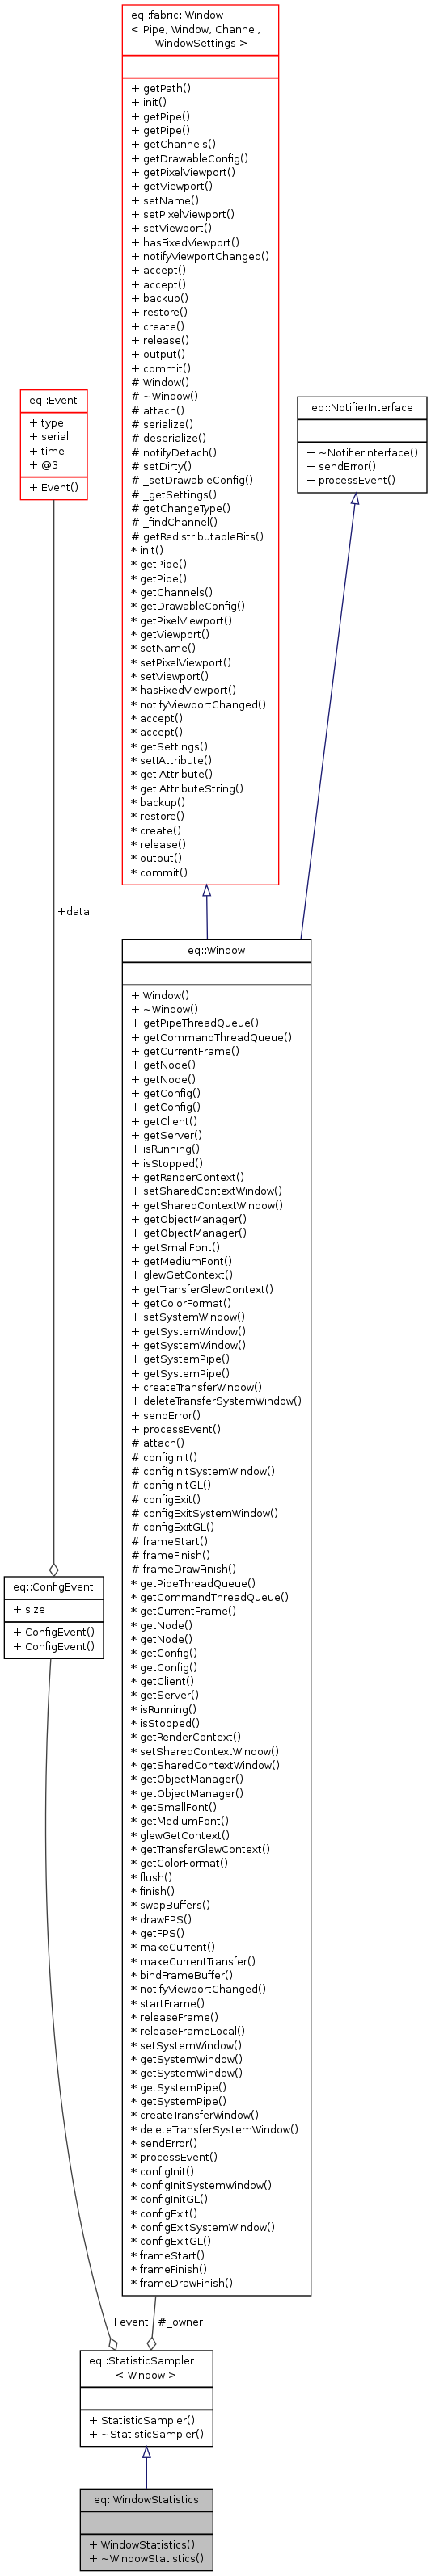 eq::fabric::Window
< Pipe, Window, Channel,
WindowSettings >
+ getPath()
+ init()
+ getPipe()
+ getPipe()
+ getChannels()
+ getDrawableConfig()
+ getPixelViewport()
+ getViewport()
+ setName()
+ setPixelViewport()
+ setViewport()
+ hasFixedViewport()
+ notifyViewportChanged()
+ accept()
+ accept()
+ backup()
+ restore()
+ create()
+ release()
+ output()
+ commit()
# Window()
# ~Window()
# attach()
# serialize()
# deserialize()
# notifyDetach()
# setDirty()
# _setDrawableConfig()
# _getSettings()
# getChangeType()
# _findChannel()
# getRedistributableBits()
* init()
* getPipe()
* getPipe()
* getChannels()
* getDrawableConfig()
* getPixelViewport()
* getViewport()
* setName()
* setPixelViewport()
* setViewport()
* hasFixedViewport()
* notifyViewportChanged()
* accept()
* accept()
* getSettings()
* setIAttribute()
* getIAttribute()
* getIAttributeString()
* backup()
* restore()
* create()
* release()
* output()
* commit()
eq::Event
+ type
+ serial
+ time
+ @3
+ Event()
eq::NotifierInterface
+ ~NotifierInterface()
+ sendError()
+ processEvent()
+data
eq::Window
+ Window()
+ ~Window()
+ getPipeThreadQueue()
+ getCommandThreadQueue()
+ getCurrentFrame()
+ getNode()
+ getNode()
+ getConfig()
+ getConfig()
+ getClient()
+ getServer()
+ isRunning()
+ isStopped()
+ getRenderContext()
+ setSharedContextWindow()
+ getSharedContextWindow()
+ getObjectManager()
+ getObjectManager()
+ getSmallFont()
+ getMediumFont()
+ glewGetContext()
+ getTransferGlewContext()
+ getColorFormat()
+ setSystemWindow()
+ getSystemWindow()
+ getSystemWindow()
+ getSystemPipe()
+ getSystemPipe()
+ createTransferWindow()
+ deleteTransferSystemWindow()
+ sendError()
+ processEvent()
# attach()
# configInit()
# configInitSystemWindow()
# configInitGL()
# configExit()
# configExitSystemWindow()
# configExitGL()
# frameStart()
# frameFinish()
# frameDrawFinish()
* getPipeThreadQueue()
* getCommandThreadQueue()
* getCurrentFrame()
* getNode()
* getNode()
* getConfig()
* getConfig()
* getClient()
* getServer()
* isRunning()
* isStopped()
* getRenderContext()
* setSharedContextWindow()
* getSharedContextWindow()
* getObjectManager()
* getObjectManager()
* getSmallFont()
* getMediumFont()
* glewGetContext()
* getTransferGlewContext()
* getColorFormat()
* flush()
* finish()
* swapBuffers()
* drawFPS()
* getFPS()
* makeCurrent()
* makeCurrentTransfer()
* bindFrameBuffer()
* notifyViewportChanged()
* startFrame()
* releaseFrame()
* releaseFrameLocal()
* setSystemWindow()
* getSystemWindow()
* getSystemWindow()
* getSystemPipe()
* getSystemPipe()
* createTransferWindow()
* deleteTransferSystemWindow()
* sendError()
* processEvent()
* configInit()
* configInitSystemWindow()
* configInitGL()
* configExit()
* configExitSystemWindow()
* configExitGL()
* frameStart()
* frameFinish()
* frameDrawFinish()
eq::ConfigEvent
+ size
+ ConfigEvent()
+ ConfigEvent()
+event
#_owner
eq::StatisticSampler
< Window >
+ StatisticSampler()
+ ~StatisticSampler()
eq::WindowStatistics
+ WindowStatistics()
+ ~WindowStatistics()